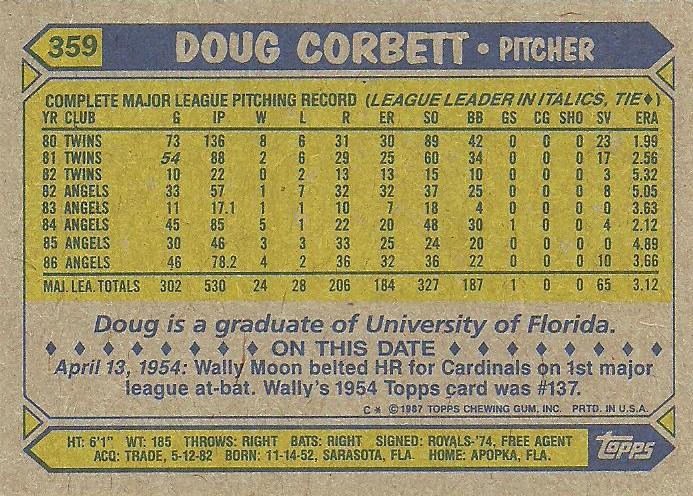 359 DOUG CORBETT • PITCHER
COMPLETE MAJOR LEAGUE PITCHING RECORD (LEAGUE LEADER IN ITALICS, TIE♦)
YR CLUB G IP W L R ER SO BB GS CG SHO SV ERA
80 TWINS 73 136 8 6 31 30 89 42 0 0 0 23 1.99
81 TWINS 54 88 2 6 29 25 60 34 0 0 0 17 2.56
82 TWINS 10 22 0 2 13 13 15 10 0 0 0 3 5.32
82 ANGELS 33 57 1 7 32 32 37 25 0 0 0 8 5.05
83 ANGELS 11 17.1 1 1 10 7 18 4 0 0 0 0 3.63
84 ANGELS 45 85 5 1 22 20 48 30 1 0 0 4 2.12
85 ANGELS 30 46 3 3 33 25 24 20 0 0 0 0 4.89
86 ANGELS 46 78.2 4 2 36 32 36 22 0 0 0 10 3.66
MAJ. LEA. TOTALS 302 530 24 28 206 184 327 187 1 0 0 65 3.12
Doug is a graduate of University of Florida.
♦ ♦ ♦ ♦ ♦ ♦ ♦ ♦ ON THIS DATE ♦ ♦ ♦ ♦ ♦ ♦ ♦ ♦
April 13, 1954: Wally Moon belted HR for Cardinals on 1st major
league at-bat. Wally's 1954 Topps card was #137.
C* ©1987 TOPPS CHEWING GUM, INC. PRTD. IN U.S.A.
HT: 6'1" WT: 185 THROWS: RIGHT BATS: RIGHT SIGNED: ROYALS-'74, FREE AGENT
ACQ: TRADE, 5-12-82 BORN: 11-14-52, SARASOTA, FLA. HOME: APOPKA, FLA.
topps